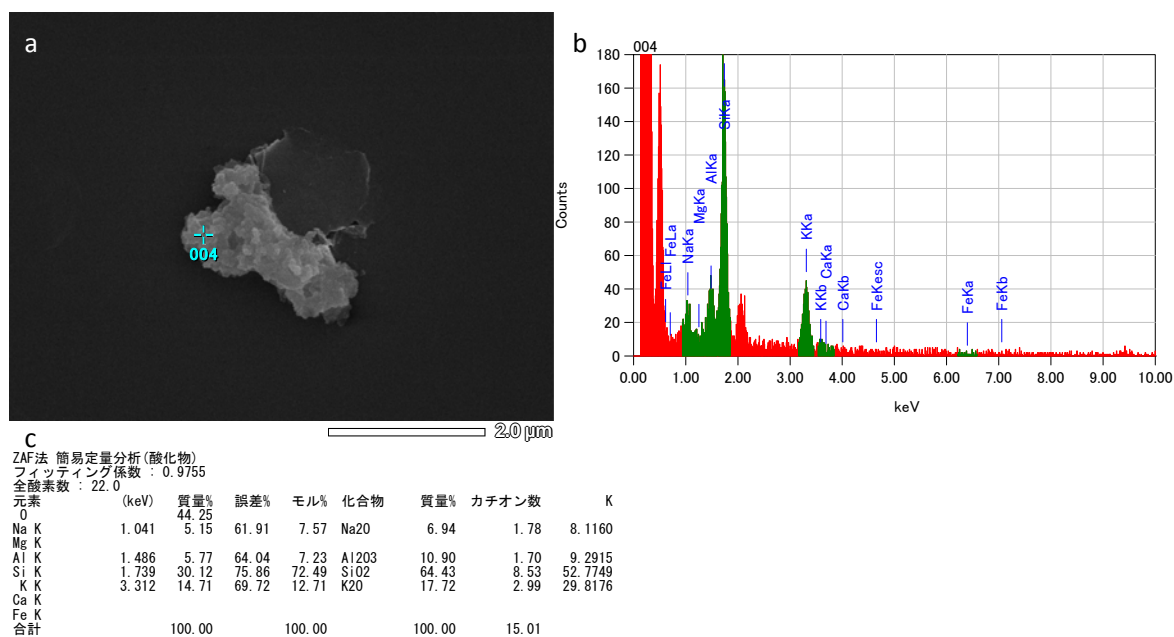 a
004
2.0 µm
b
004
180
160
140
120
100
80
60
40
20
0
Counts
FeLl
FeLa
NaKa
MgKa
AlKa
SiKa
KKa
KKb
CaKa
CaKb
FeKesc
FeKa
FeKb
0.00 1.00 2.00 3.00 4.00 5.00 6.00 7.00 8.00 9.00 10.00
keV
c
ZAF法 簡易定量分析(酸化物)
フィッティング係数 : 0.9755
全酸素数 : 22.0
元素 (keV) 質量% 誤差% モル% 化合物 質量% カチオン数 K
O 44.25
Na K 1.041 5.15 61.91 7.57 Na2O 6.94 1.78 8.1160
Mg K
Al K 1.486 5.77 64.04 7.23 Al2O3 10.90 1.70 9.2915
Si K 1.739 30.12 75.86 72.49 SiO2 64.43 8.53 52.7749
K K 3.312 14.71 69.72 12.71 K2O 17.72 2.99 29.8176
Ca K
Fe K
合計 100.00 100.00 100.00 15.01